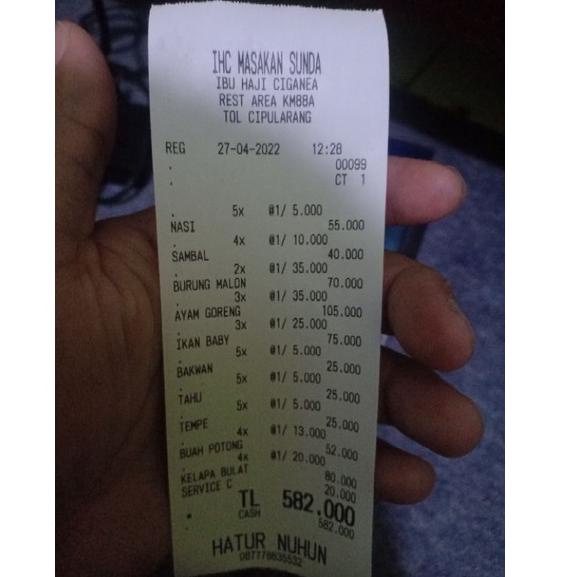 IHC MASAKAN SUNDA
IBU HAJI CIGANEA
REST AREA KM88A
TOL CIPULARANG
REG 27-04-2022 12:28
. 00099
. CT 1
. 5x @1/ 5.000
NASI 55.000
. 4x @1/ 10.000
SAMBAL 40.000
. 2x @1/ 35.000
BURUNG MALON 70.000
. 3x @1/ 35.000
AYAM GORENG 105.000
. 3x @1/ 25.000
IKAN BABY 75.000
. 5x @1/ 5.000
BAKWAN 25.000
. 5x @1/ 5.000
TAHU 25.000
. 5x @1/ 5.000
TEMPE 25.000
. 4x @1/ 13.000
BUAH POTONG 52.000
. 4x @1/ 20.000
KELAPA BULAT 80.000
SERVICE C 20.000
TL 582.000
CASH 582.000
HATUR NUHUN